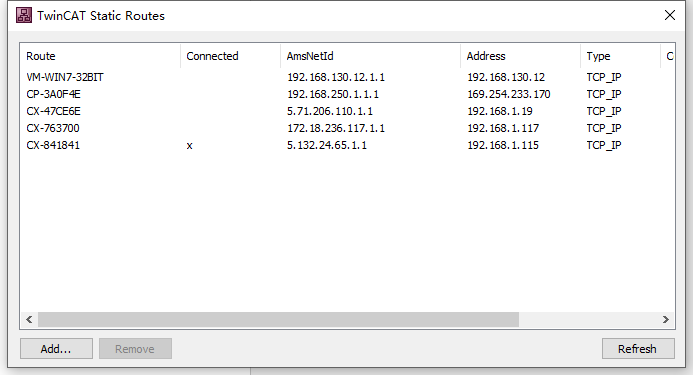 TwinCAT Static Routes
Route Connected AmsNetId Address Type C
VM-WIN7-32BIT 192.168.130.12.1.1 192.168.130.12 TCP_IP
CP-3A0F4E 192.168.250.1.1.1 169.254.233.170 TCP_IP
CX-47CE6E 5.71.206.110.1.1 192.168.1.19 TCP_IP
CX-763700 172.18.236.117.1.1 192.168.1.117 TCP_IP
CX-841841 x 5.132.24.65.1.1 192.168.1.115 TCP_IP
Add... Remove Refresh